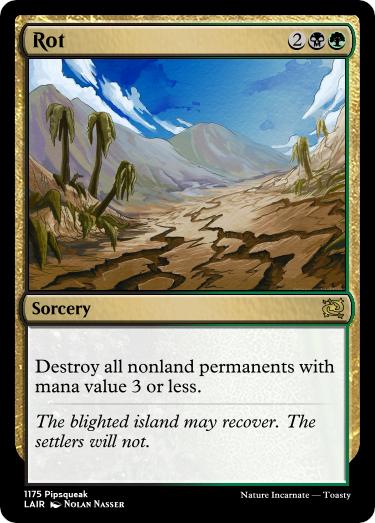 Rot 2
Sorcery
Destroy all nonland permanents with
mana value 3 or less.
The blighted island may recover. The
settlers will not.
1175 Pipsqueak
LAIR Nolan Nasser
Nature Incarnate — Toasty